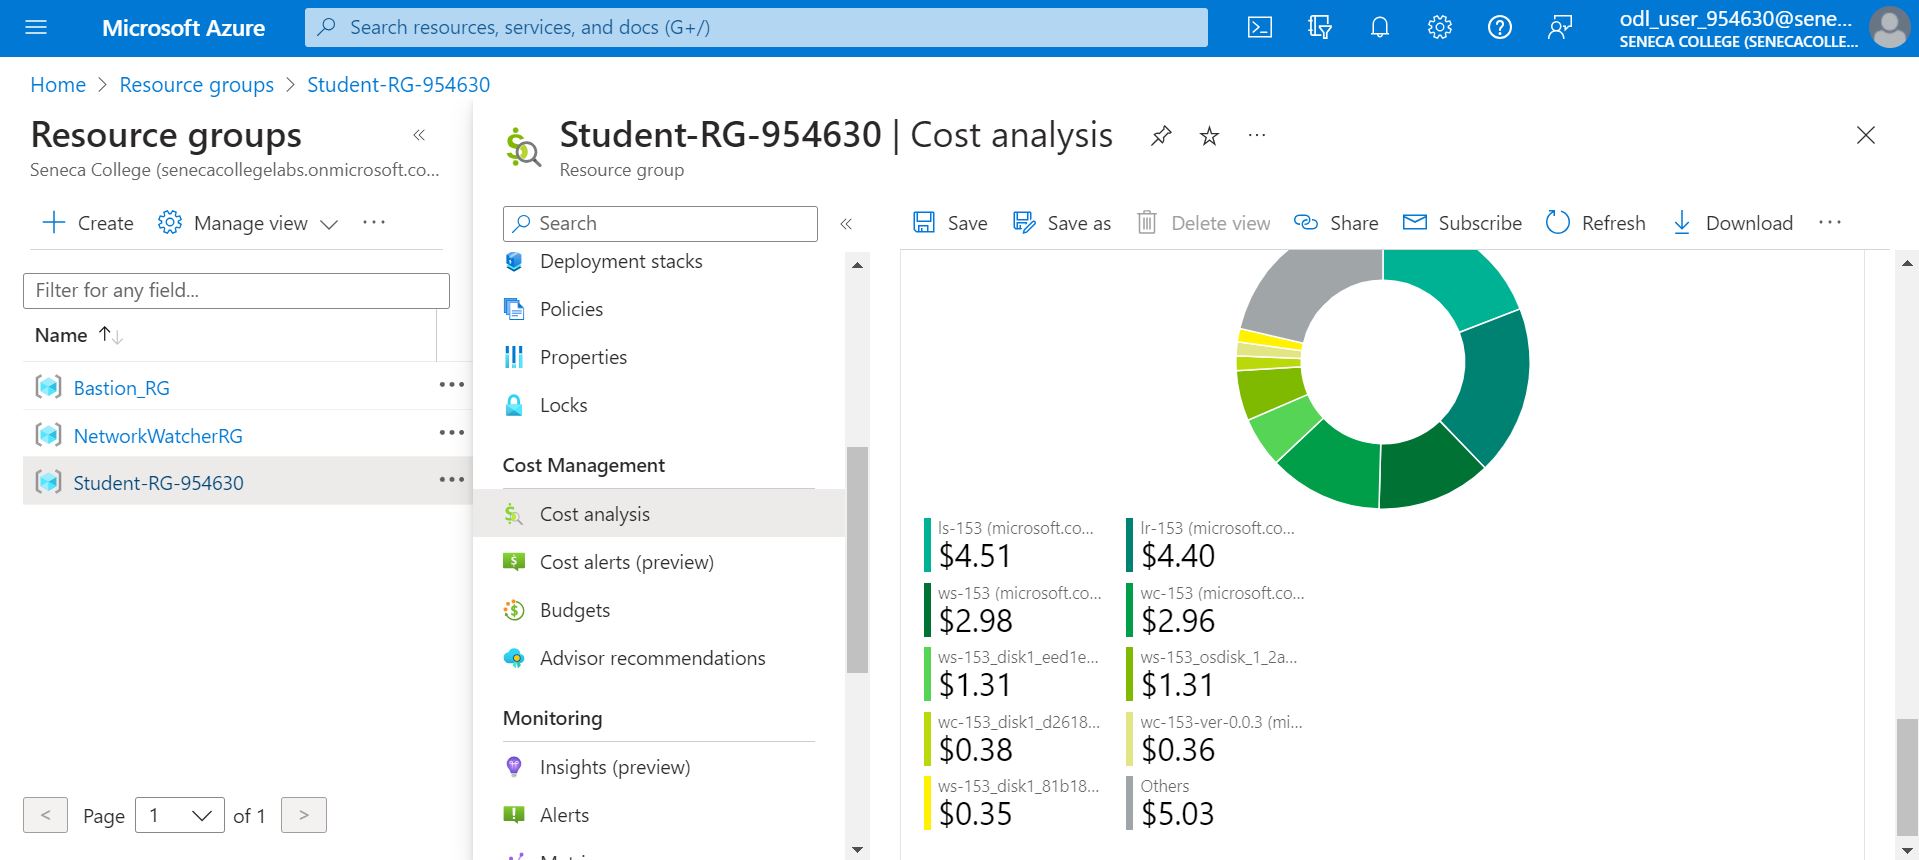 Microsoft Azure
Search resources, services, and docs (G+/)
odl_user_954630@sene...
SENECA COLLEGE (SENECACOLLE...
Home > Resource groups > Student-RG-954630
Resource groups
Seneca College (senecacollegelabs.onmicrosoft.co...
Create
Manage view
Filter for any field...
Name
Bastion_RG
NetworkWatcherRG
Student-RG-954630
< Page 1 of 1 >
Student-RG-954630 | Cost analysis
Resource group
Search
Deployment stacks
Policies
Properties
Locks
Cost Management
Cost analysis
Cost alerts (preview)
Budgets
Advisor recommendations
Monitoring
Insights (preview)
Alerts
Save
Save as
Delete view
Share
Subscribe
Refresh
Download
ls-153 (microsoft.co...
$4.51
lr-153 (microsoft.co...
$4.40
ws-153 (microsoft.co...
$2.98
wc-153 (microsoft.co...
$2.96
ws-153_disk1_eed1e...
$1.31
ws-153_osdisk_1_2a...
$1.31
wc-153_disk1_d2618...
$0.38
wc-153-ver-0.0.3 (mi...
$0.36
ws-153_disk1_81b18...
$0.35
Others
$5.03